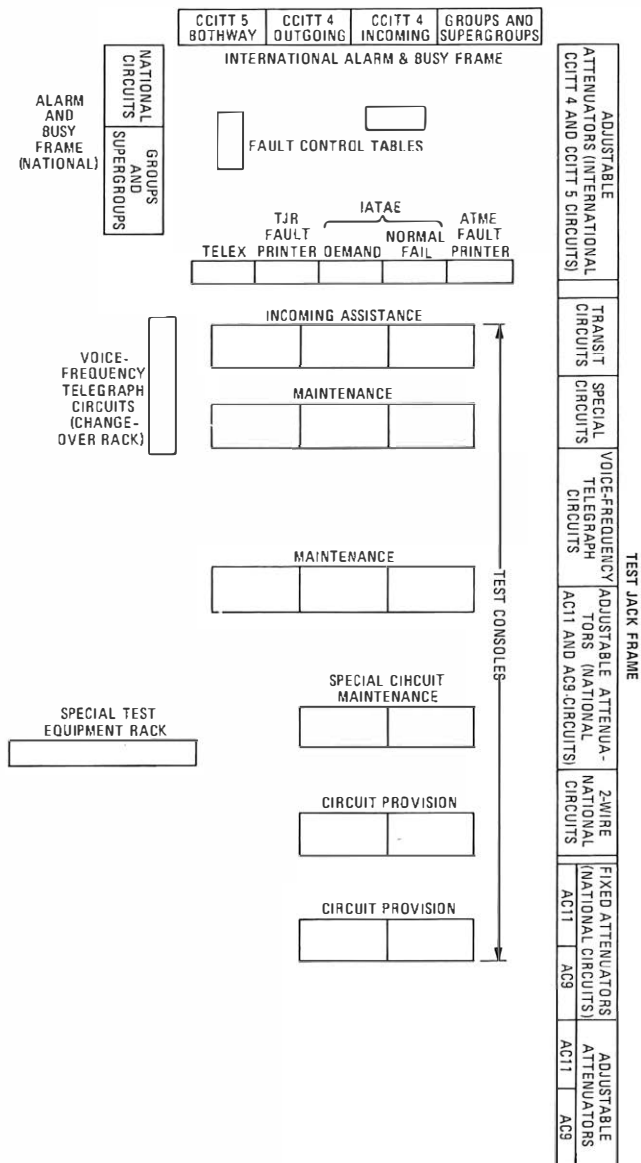 CCITT 5
BOTHWAY
CCITT 4
OUTGOING
CCITT 4
INCOMING
GROUPS AND
SUPERGROUPS
INTERNATIONAL ALARM & BUSY FRAME
ALARM
AND
BUSY
FRAME
(NATIONAL)
NATIONAL
CIRCUITS
GROUPS
AND
SUPERGROUPS
FAULT CONTROL TABLES
IATAE
TELEX
TJR
FAULT
PRINTER
DEMAND
NORMAL
FAIL
ATME
FAULT
PRINTER
INCOMING ASSISTANCE
VOICE-
FREQUENCY
TELEGRAPH
CIRCUITS
(CHANGE-
OVER RACK)
MAINTENANCE
MAINTENANCE
TEST CONSOLES
SPECIAL CIHCUIT
MAINTENANCE
SPECIAL TEST
EQUIPMENT RACK
CIRCUIT PROVISION
CIRCUIT PROVISION
TEST JACK FRAME
ADJUSTABLE
ATTENUATORS (INTERNATIONAL
CCITT 4 AND CCITT 5 CIRCUITS)
TRANSIT
CIRCUITS
SPECIAL
CIRCUITS
VOICE-FREQUENCY
TELEGRAPH
CIRCUITS
ADJUSTABLE ATTENUA-
TORS (NATIONAL
AC11 AND AC9-CIRCUITS)
2-WIRE
NATIONAL
CIRCUITS
FIXED ATTENUATORS
(NATIONAL CIRCUITS)
AC11
AC9
ADJUSTABLE
ATTENUATORS
AC11
AC9